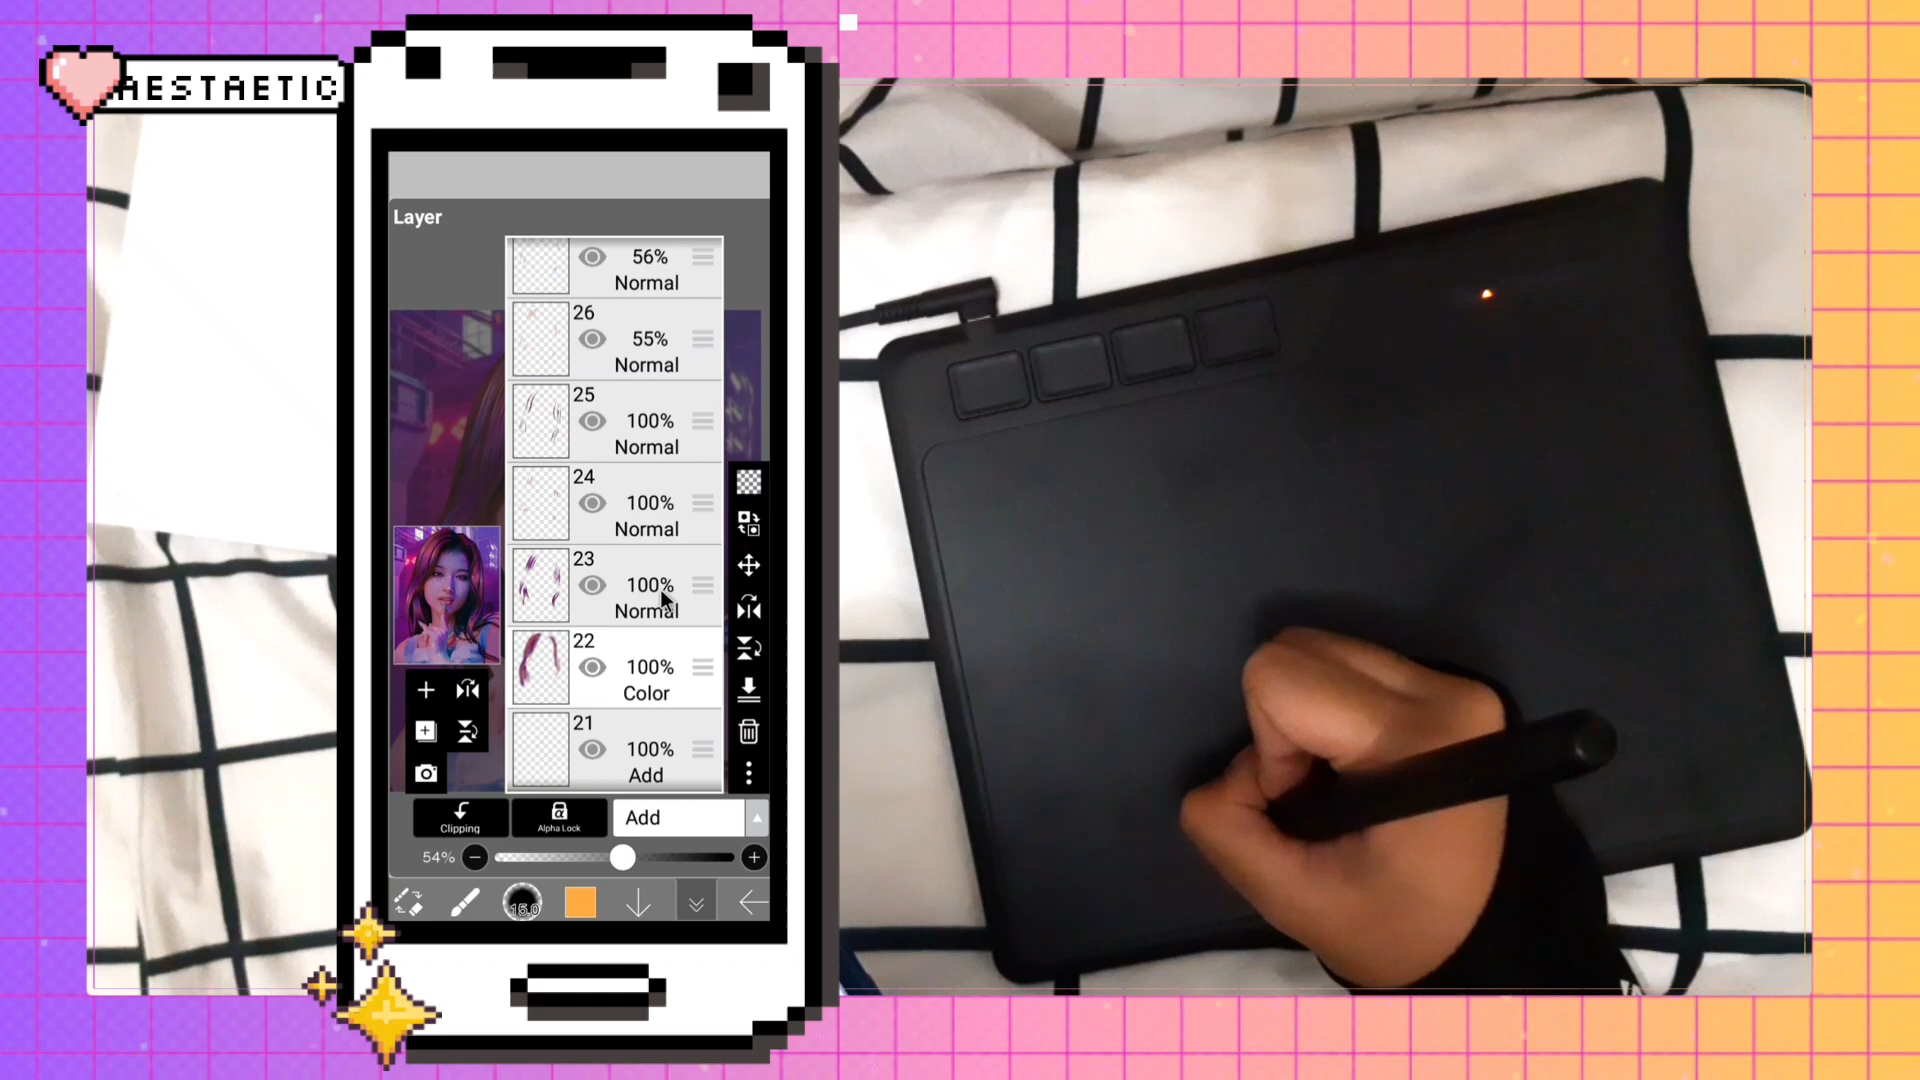 AESTAETIC
Layer
56%
Normal
26
55%
Normal
25
100%
Normal
24
100%
Normal
23
100%
Normal
22
100%
Color
21
100%
Add
Clipping
Alpha Lock
Add
54%
15.0